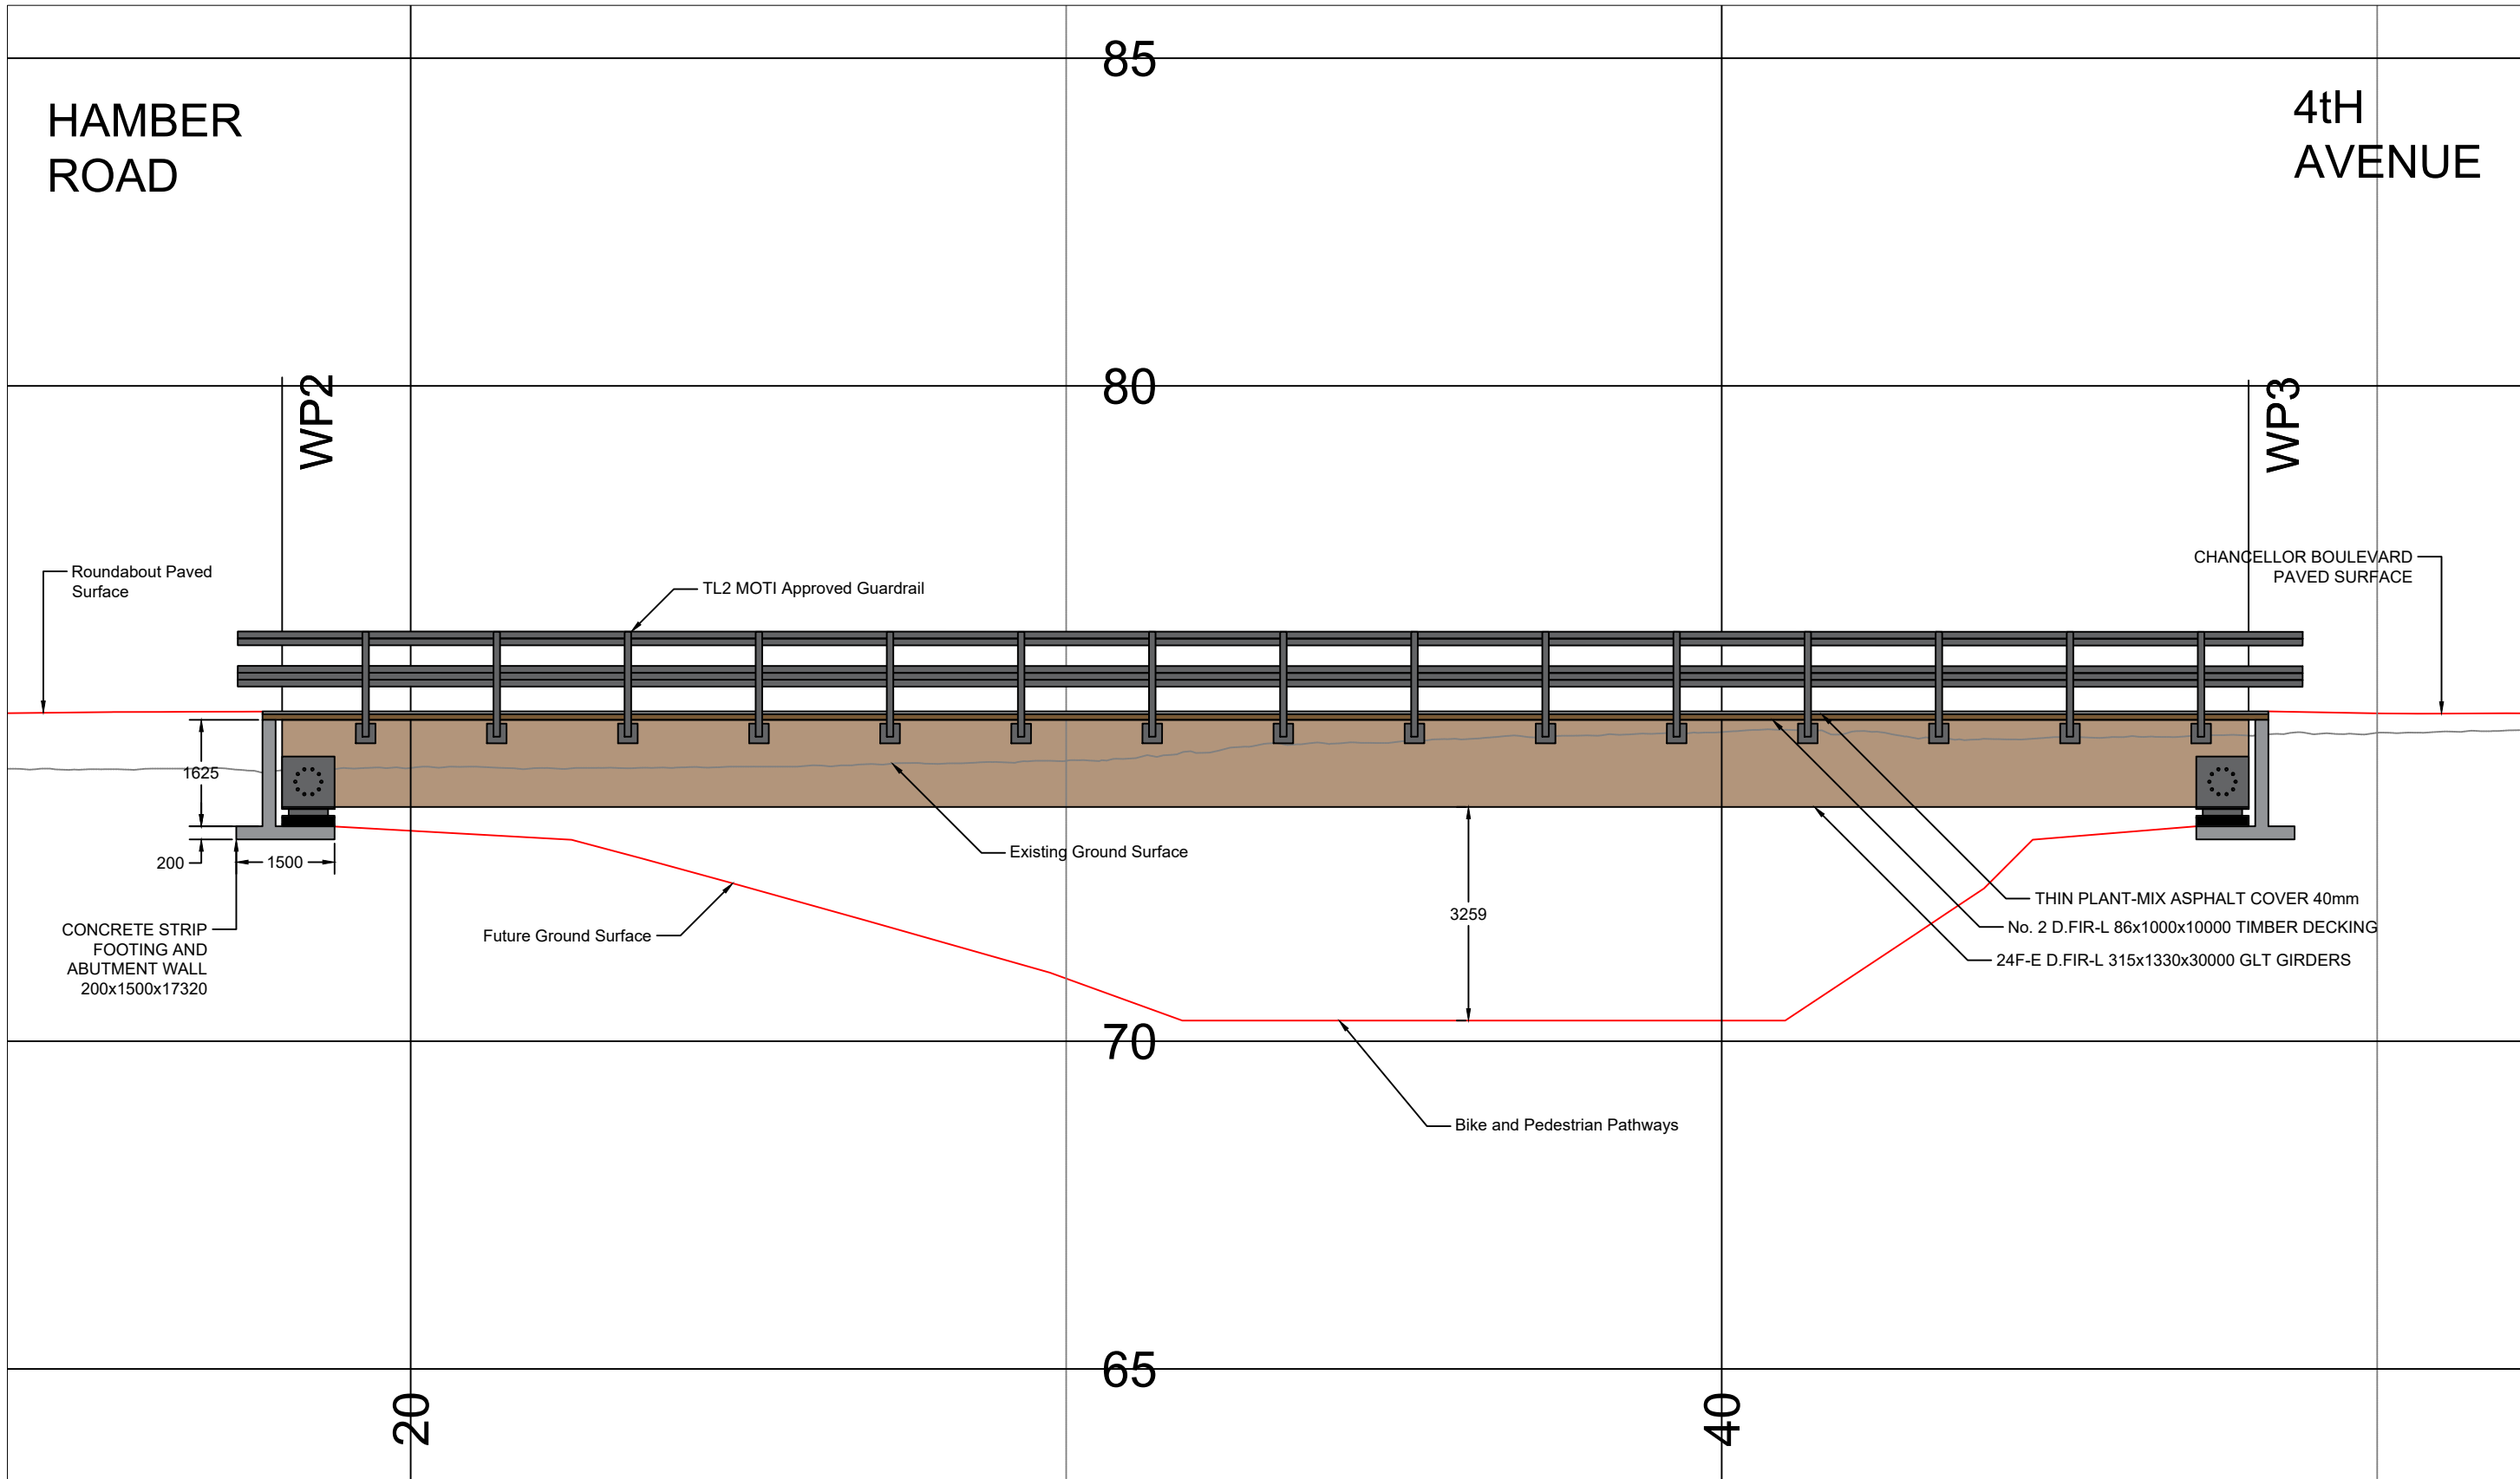 85
HAMBER
ROAD
4tH
AVENUE
80
WP2
WP3
Roundabout Paved
Surface
TL2 MOTI Approved Guardrail
CHANCELLOR BOULEVARD
PAVED SURFACE
1625
200
1500
Existing Ground Surface
CONCRETE STRIP
FOOTING AND
ABUTMENT WALL
200x1500x17320
Future Ground Surface
3259
THIN PLANT-MIX ASPHALT COVER 40mm
No. 2 D.FIR-L 86x1000x10000 TIMBER DECKING
24F-E D.FIR-L 315x1330x30000 GLT GIRDERS
70
Bike and Pedestrian Pathways
65
20
40